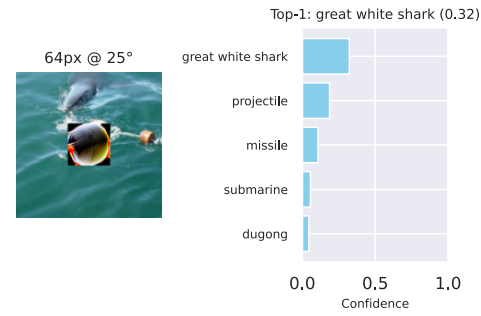 Top-1: great white shark (0.32)
64px @ 25°
great white shark
projectile
missile
submarine
dugong
0.0 0.5 1.0
Confidence